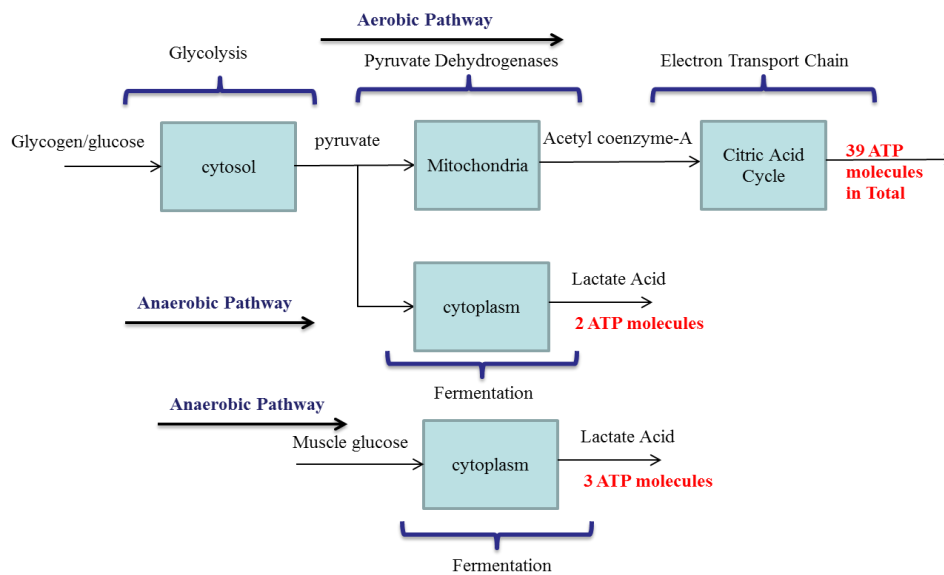 Aerobic Pathway
Glycolysis
Pyruvate Dehydrogenases
Electron Transport Chain
Glycogen/glucose
cytosol
pyruvate
Mitochondria
Acetyl coenzyme-A
Citric Acid
Cycle
39 ATP
molecules
in Total
Anaerobic Pathway
cytoplasm
Lactate Acid
2 ATP molecules
Fermentation
Anaerobic Pathway
Muscle glucose
cytoplasm
Lactate Acid
3 ATP molecules
Fermentation